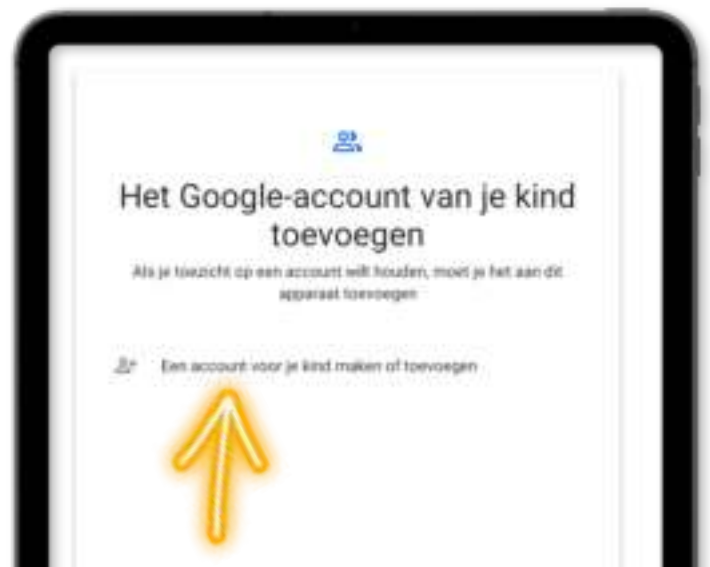 Het Google-account van je kind
toevoegen
Als je toezicht op een account wilt houden, moet je het aan dit
apparaat toevoegen
Een account voor je kind maken of toevoegen